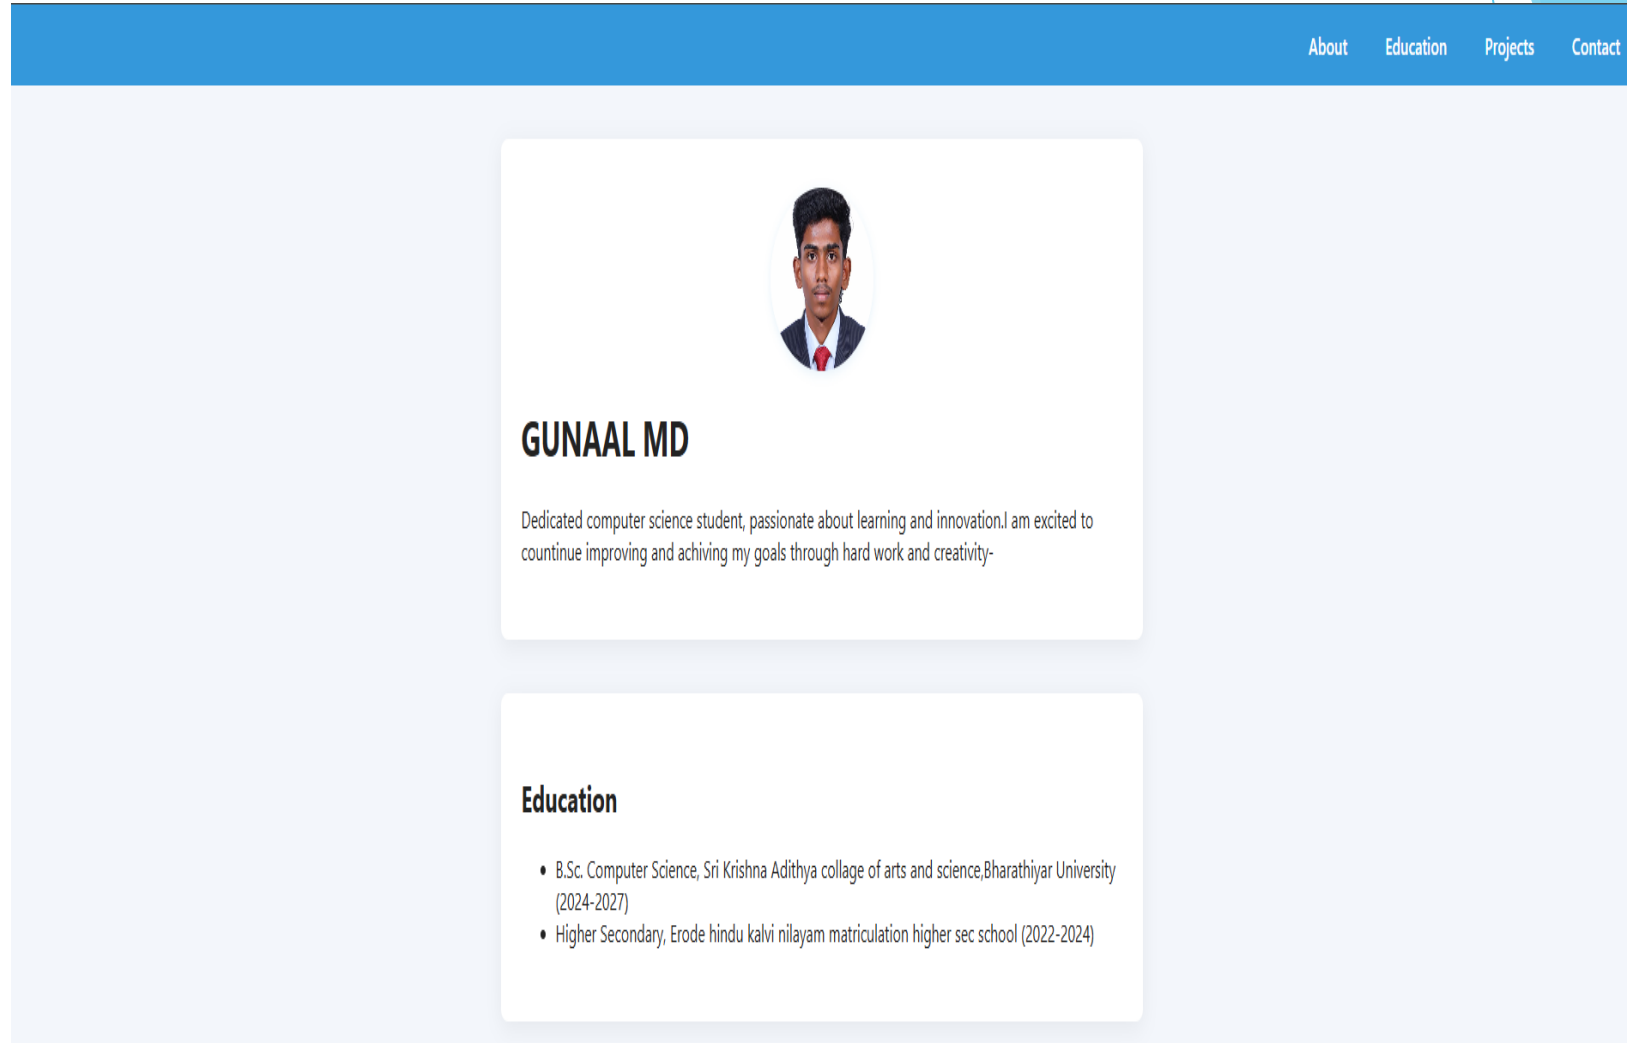 About Education Projects Contact
GUNAAL MD
Dedicated computer science student, passionate about learning and innovation.I am excited to
countinue improving and achiving my goals through hard work and creativity-
Education
• B.Sc. Computer Science, Sri Krishna Adithya collage of arts and science,Bharathiyar University
(2024-2027)
• Higher Secondary, Erode hindu kalvi nilayam matriculation higher sec school (2022-2024)